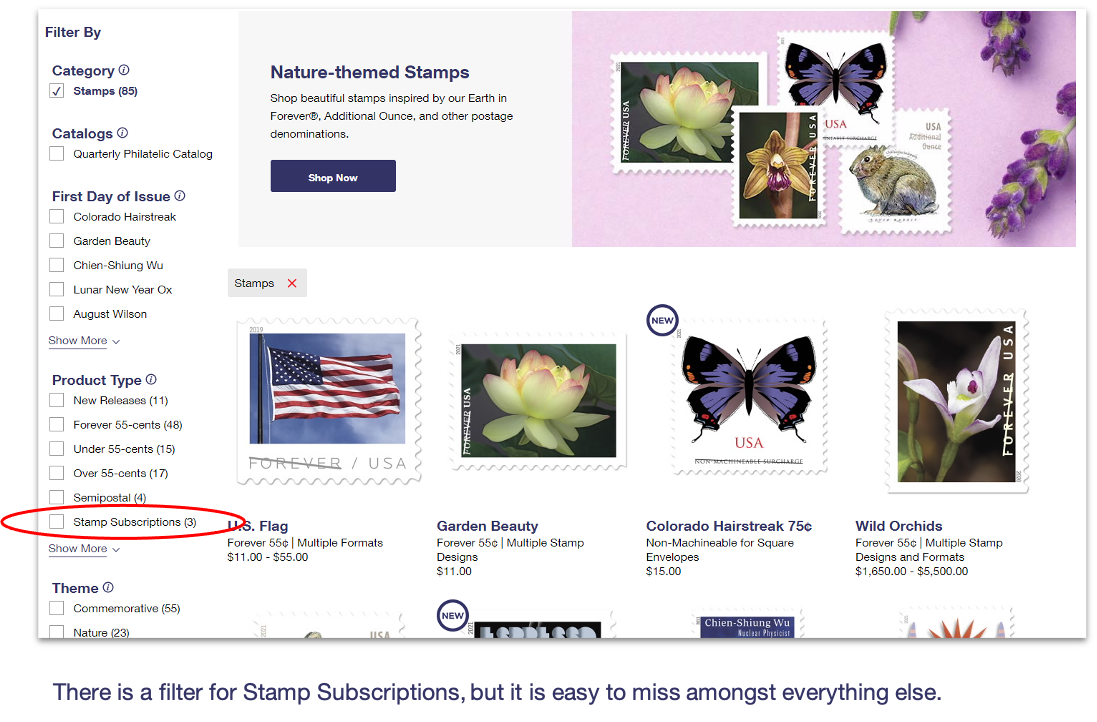 Filter By
Category
Stamps (85)
Catalogs
Quarterly Philatelic Catalog
First Day of Issue
Colorado Hairstreak
Garden Beauty
Chien-Shiung Wu
Lunar New Year Ox
August Wilson
Show More
Product Type
New Releases (11)
Forever 55-cents (48)
Under 55-cents (15)
Over 55-cents (17)
Semipostal (4)
Stamp Subscriptions (3)
Show More
Theme
Commemorative (55)
Nature (23)
Nature-themed Stamps
Shop beautiful stamps inspired by our Earth in
Forever®, Additional Ounce, and other postage
denominations.
Shop Now
FOREVER USA
USA
FOREVER USA
USA
Additional
Ounce
Stamps
2019
FOREVER / USA
2021
FOREVER USA
NEW
2021
USA
NON-MACHINEABLE SURCHARGE
FOREVER USA
U.S. Flag
Forever 55¢ | Multiple Formats
$11.00 - $55.00
Garden Beauty
Forever 55¢ | Multiple Stamp
Designs
$11.00
Colorado Hairstreak 75¢
Non-Machineable for Square
Envelopes
$15.00
Wild Orchids
Forever 55¢ | Multiple Stamp
Designs and Formats
$1,650.00 - $5,500.00
2021
USA
NEW
2021
Chien-Shiung Wu
Nuclear Physicist
There is a filter for Stamp Subscriptions, but it is easy to miss amongst everything else.